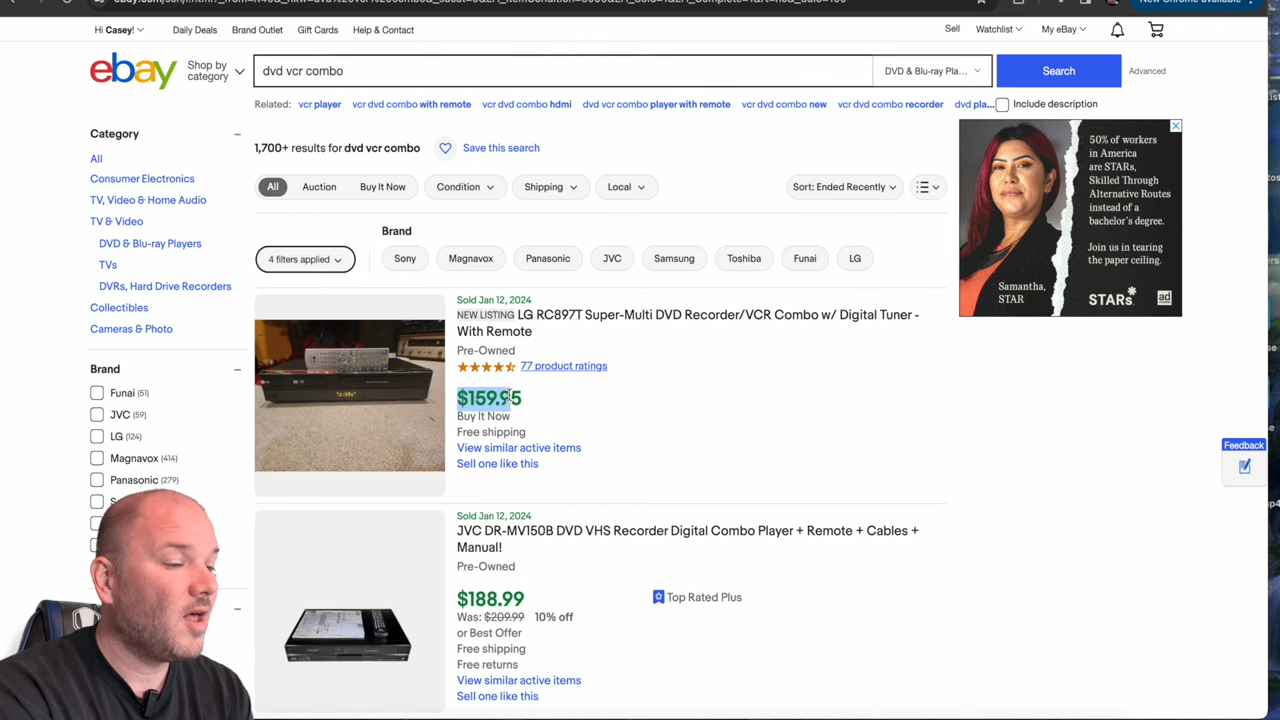 New Chrome available
Hi Casey!
Daily Deals
Brand Outlet
Gift Cards
Help & Contact
Sell
Watchlist
My eBay
ebay
Shop by
category
dvd vcr combo
DVD & Blu-ray Pla...
Search
Advanced
Related:
vcr player
vcr dvd combo with remote
vcr dvd combo hdmi
dvd vcr combo player with remote
vcr dvd combo new
vcr dvd combo recorder
dvd pla...
Include description
Category
All
Consumer Electronics
TV, Video & Home Audio
TV & Video
DVD & Blu-ray Players
TVs
DVRs, Hard Drive Recorders
Collectibles
Cameras & Photo
Brand
Funai (51)
JVC (59)
LG (124)
Magnavox (414)
Panasonic (279)
1,700+ results for dvd vcr combo
Save this search
All
Auction
Buy It Now
Condition
Shipping
Local
Sort: Ended Recently
4 filters applied
Brand
Sony
Magnavox
Panasonic
JVC
Samsung
Toshiba
Funai
LG
Sold Jan 12, 2024
NEW LISTING LG RC897T Super-Multi DVD Recorder/VCR Combo w/ Digital Tuner -
With Remote
Pre-Owned
77 product ratings
$159.95
Buy It Now
Free shipping
View similar active items
Sell one like this
Sold Jan 12, 2024
JVC DR-MV150B DVD VHS Recorder Digital Combo Player + Remote + Cables +
Manual!
Pre-Owned
$188.99
Was: $209.99 10% off
or Best Offer
Free shipping
Free returns
View similar active items
Sell one like this
Top Rated Plus
50% of workers
in America
are STARs,
Skilled Through
Alternative Routes
instead of a
bachelor's degree.
Join us in tearing
the paper ceiling.
Samantha,
STAR
STARs
ad
Feedback